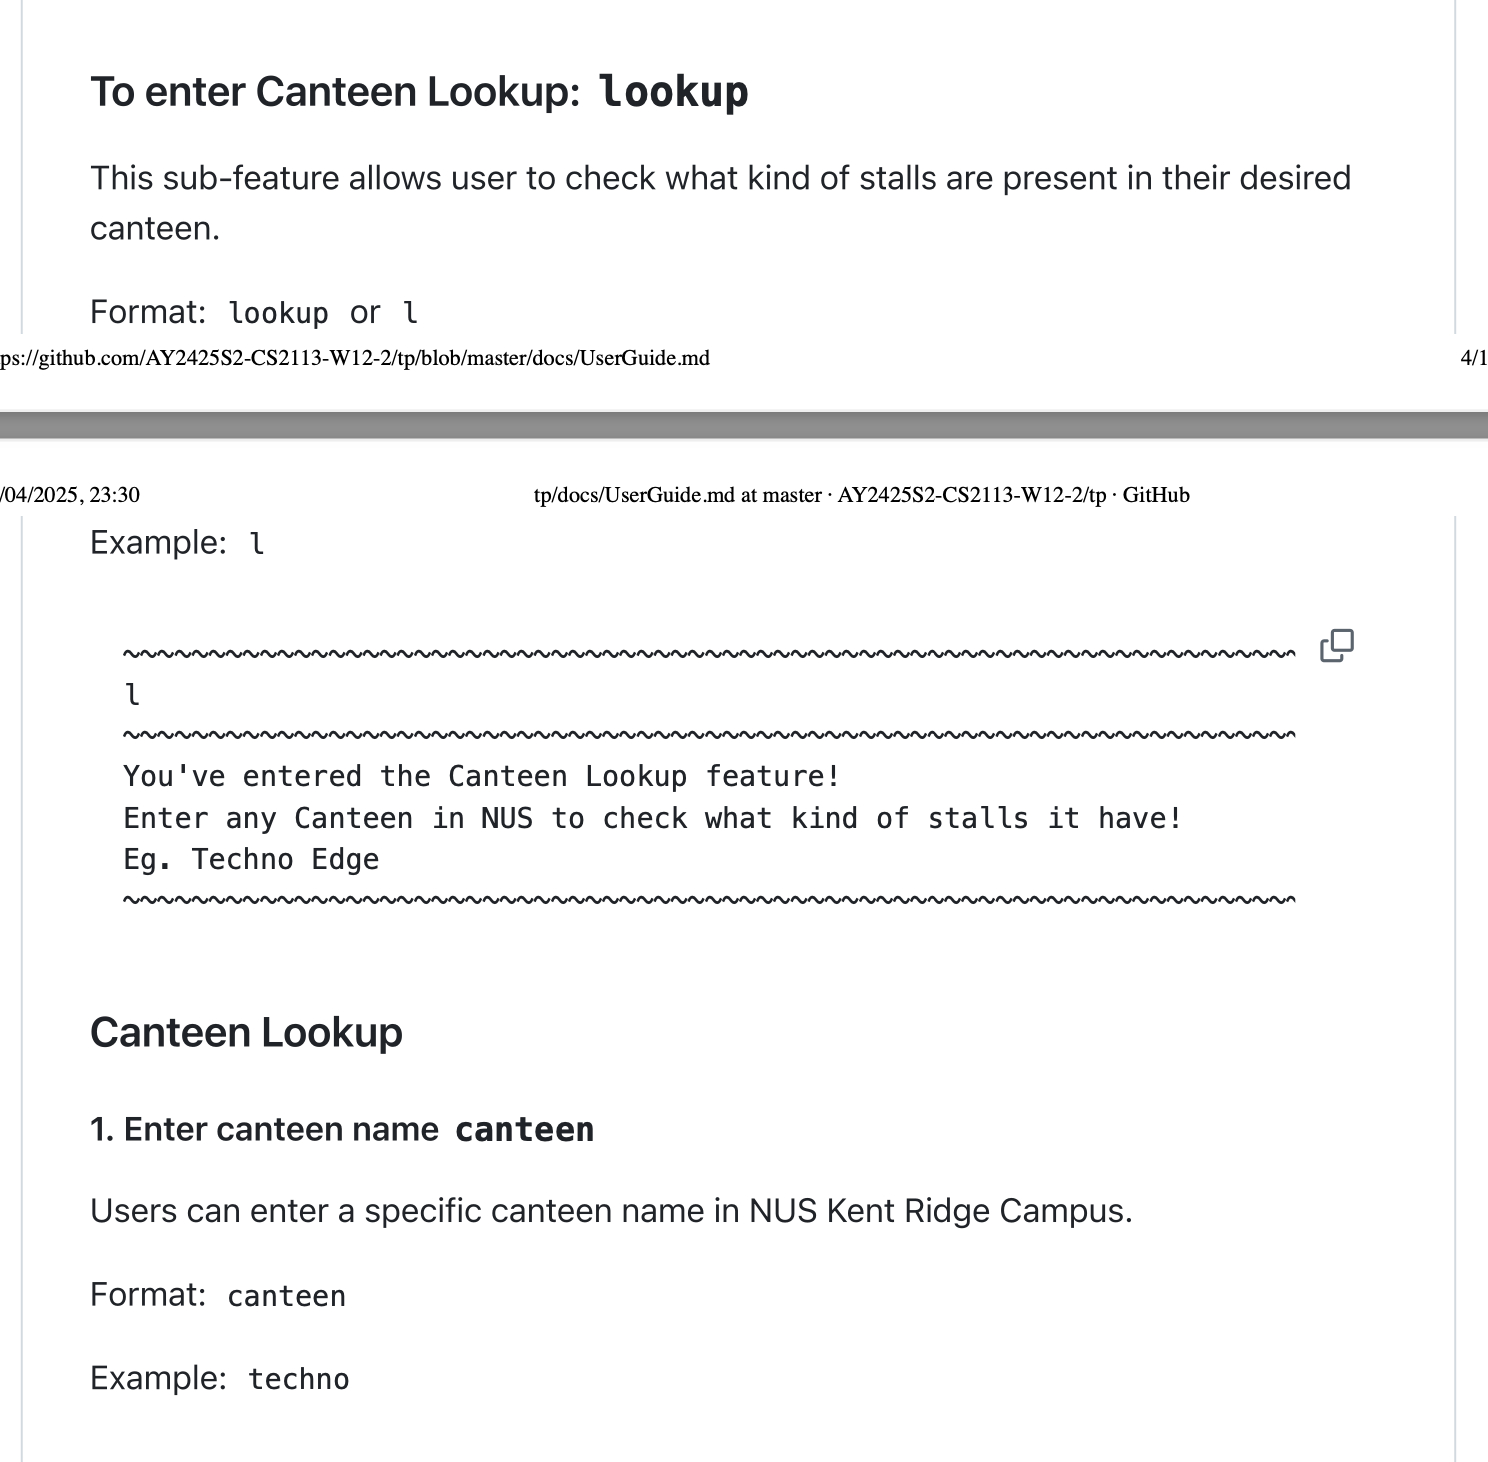 To enter Canteen Lookup: lookup
This sub-feature allows user to check what kind of stalls are present in their desired
canteen.
Format: lookup or l
ps://github.com/AY2425S2-CS2113-W12-2/tp/blob/master/docs/UserGuide.md 4/1
/04/2025, 23:30 tp/docs/UserGuide.md at master · AY2425S2-CS2113-W12-2/tp · GitHub
Example: l
~~~~~~~~~~~~~~~~~~~~~~~~~~~~~~~~~~~~~~~~~~~~~~~~~~~~~~~~~~~~~~~~~~~~~
l
~~~~~~~~~~~~~~~~~~~~~~~~~~~~~~~~~~~~~~~~~~~~~~~~~~~~~~~~~~~~~~~~~~~~~
You've entered the Canteen Lookup feature!
Enter any Canteen in NUS to check what kind of stalls it have!
Eg. Techno Edge
~~~~~~~~~~~~~~~~~~~~~~~~~~~~~~~~~~~~~~~~~~~~~~~~~~~~~~~~~~~~~~~~~~~~~
Canteen Lookup
1. Enter canteen name canteen
Users can enter a specific canteen name in NUS Kent Ridge Campus.
Format: canteen
Example: techno